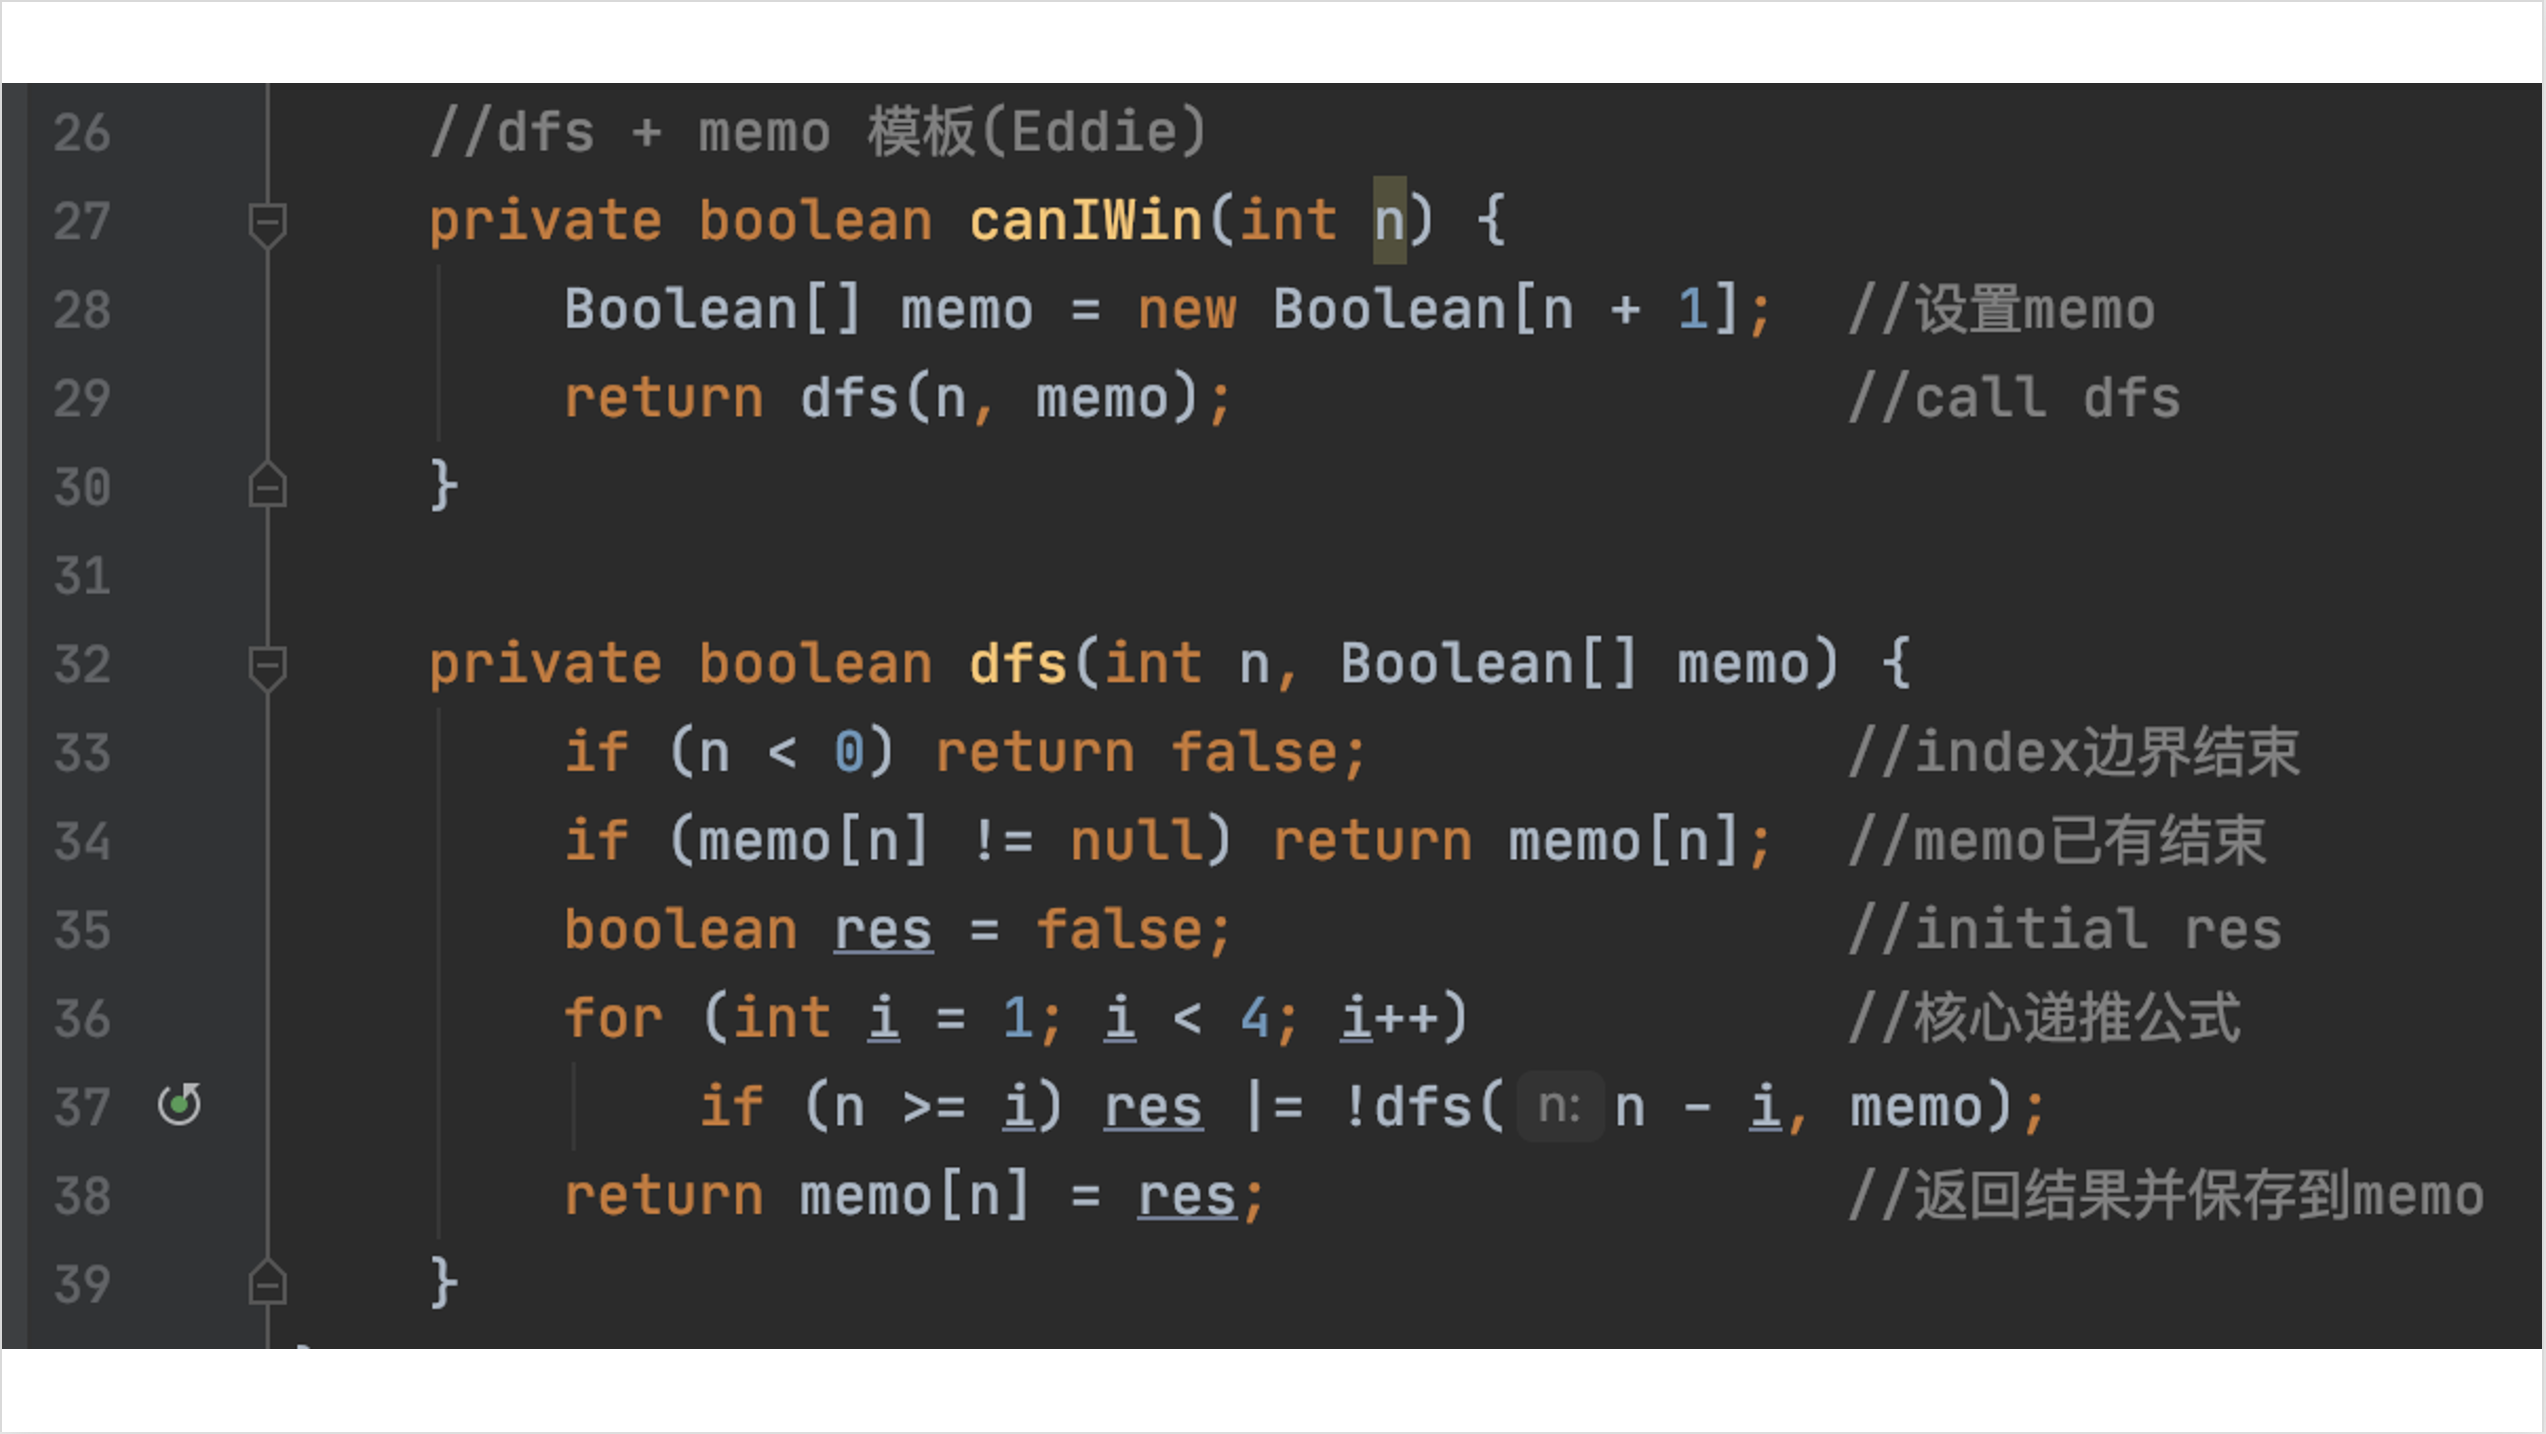 26 //dfs + memo 模板(Eddie)
27 private boolean canIWin(int n) {
28 Boolean[] memo = new Boolean[n + 1]; //设置memo
29 return dfs(n, memo); //call dfs
30 }
31
32 private boolean dfs(int n, Boolean[] memo) {
33 if (n < 0) return false; //index边界结束
34 if (memo[n] != null) return memo[n]; //memo已有结束
35 boolean res = false; //initial res
36 for (int i = 1; i < 4; i++) //核心递推公式
37 if (n >= i) res |= !dfs( n: n - i, memo);
38 return memo[n] = res; //返回结果并保存到memo
39 }